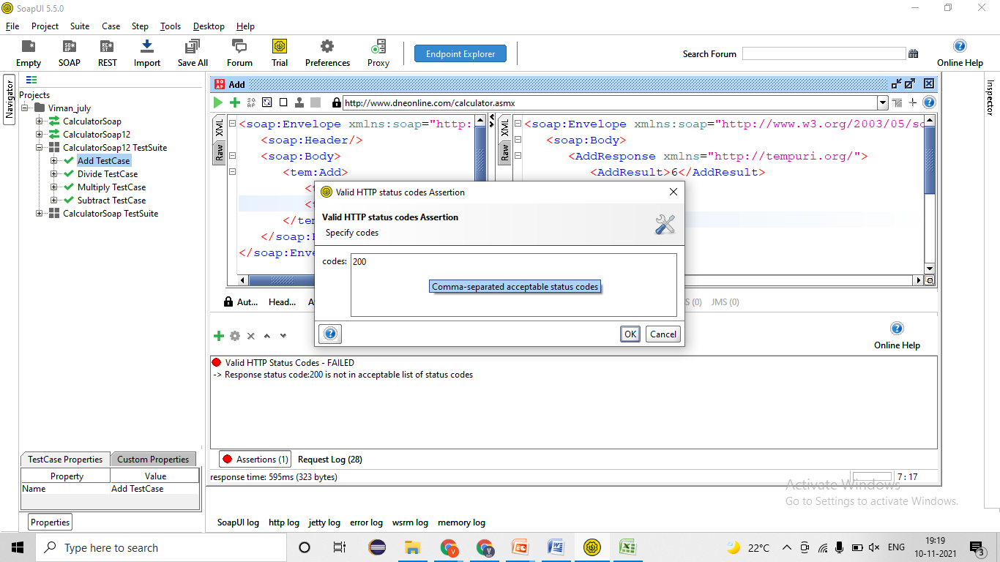 SoapUI 5.5.0
File Project Suite Case Step Tools Desktop Help
Empty SOAP REST Import Save All Forum Trial Preferences Proxy Endpoint Explorer Search Forum Online Help
Navigator
Projects
Viman_july
CalculatorSoap
CalculatorSoap12
CalculatorSoap12 TestSuite
Add TestCase
Divide TestCase
Multiply TestCase
Subtract TestCase
CalculatorSoap TestSuite
Inspector
Add
http://www.dneonline.com/calculator.asmx
XML
Raw
<soap:Envelope xmlns:soap="http:
<soap:Header/>
<soap:Body>
<tem:Add>
<t
<t
</tem
</soap:
</soap:Enve
XML
Raw
<soap:Envelope xmlns:soap="http://www.w3.org/2003/05/so
<soap:Body>
<AddResponse xmlns="http://tempuri.org/">
<AddResult>6</AddResult>
Valid HTTP status codes Assertion
Valid HTTP status codes Assertion
Specify codes
codes: 200
Comma-separated acceptable status codes
OK Cancel
Aut... Head... A
S (0) JMS (0)
Online Help
Valid HTTP Status Codes - FAILED
-> Response status code:200 is not in acceptable list of status codes
Assertions (1) Request Log (28)
response time: 595ms (323 bytes) 7 : 17
TestCase Properties Custom Properties
Property Value
Name Add TestCase
Properties
Activate Windows
Go to Settings to activate Windows.
SoapUI log http log jetty log error log wsrm log memory log
Type here to search
22°C ENG 19:19
10-11-2021
3